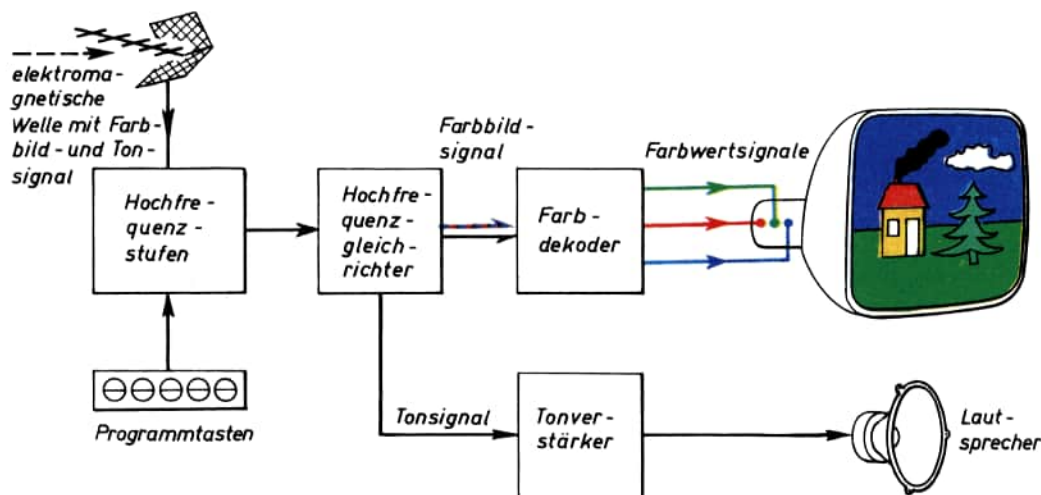 elektroma-
gnetische
Welle mit Farb-
bild- und Ton-
signal
Hochfre-
quenz-
stufen
Programmtasten
Hochfre-
quenz-
gleich-
richter
Farbbild-
signal
Farb-
dekoder
Farbwertsignale
Tonsignal
Tonver-
stärker
Laut-
sprecher